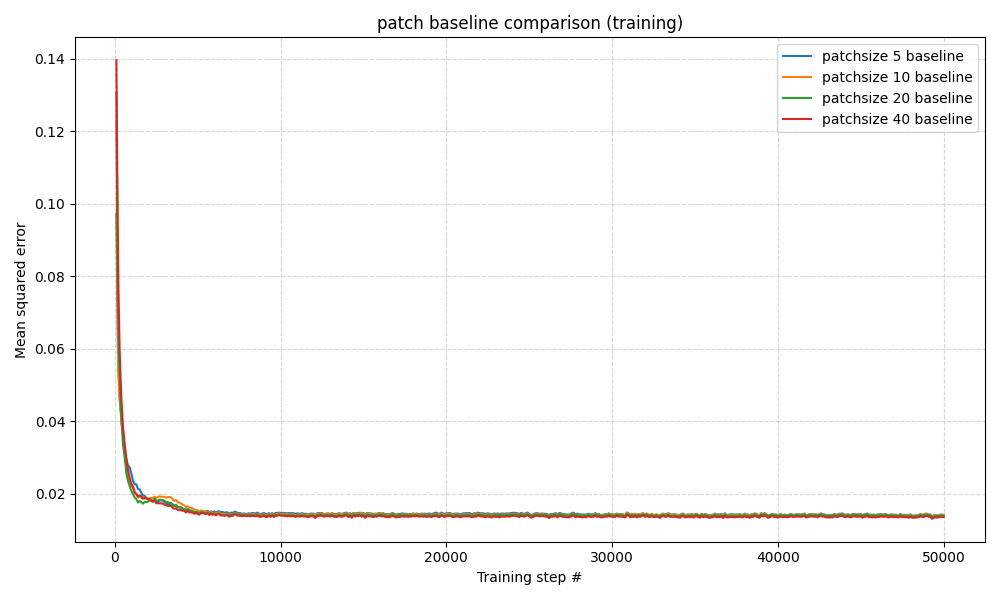 patch baseline comparison (training)
patchsize 5 baseline
patchsize 10 baseline
patchsize 20 baseline
patchsize 40 baseline
Mean squared error
0.14
0.12
0.10
0.08
0.06
0.04
0.02
0 10000 20000 30000 40000 50000
Training step #